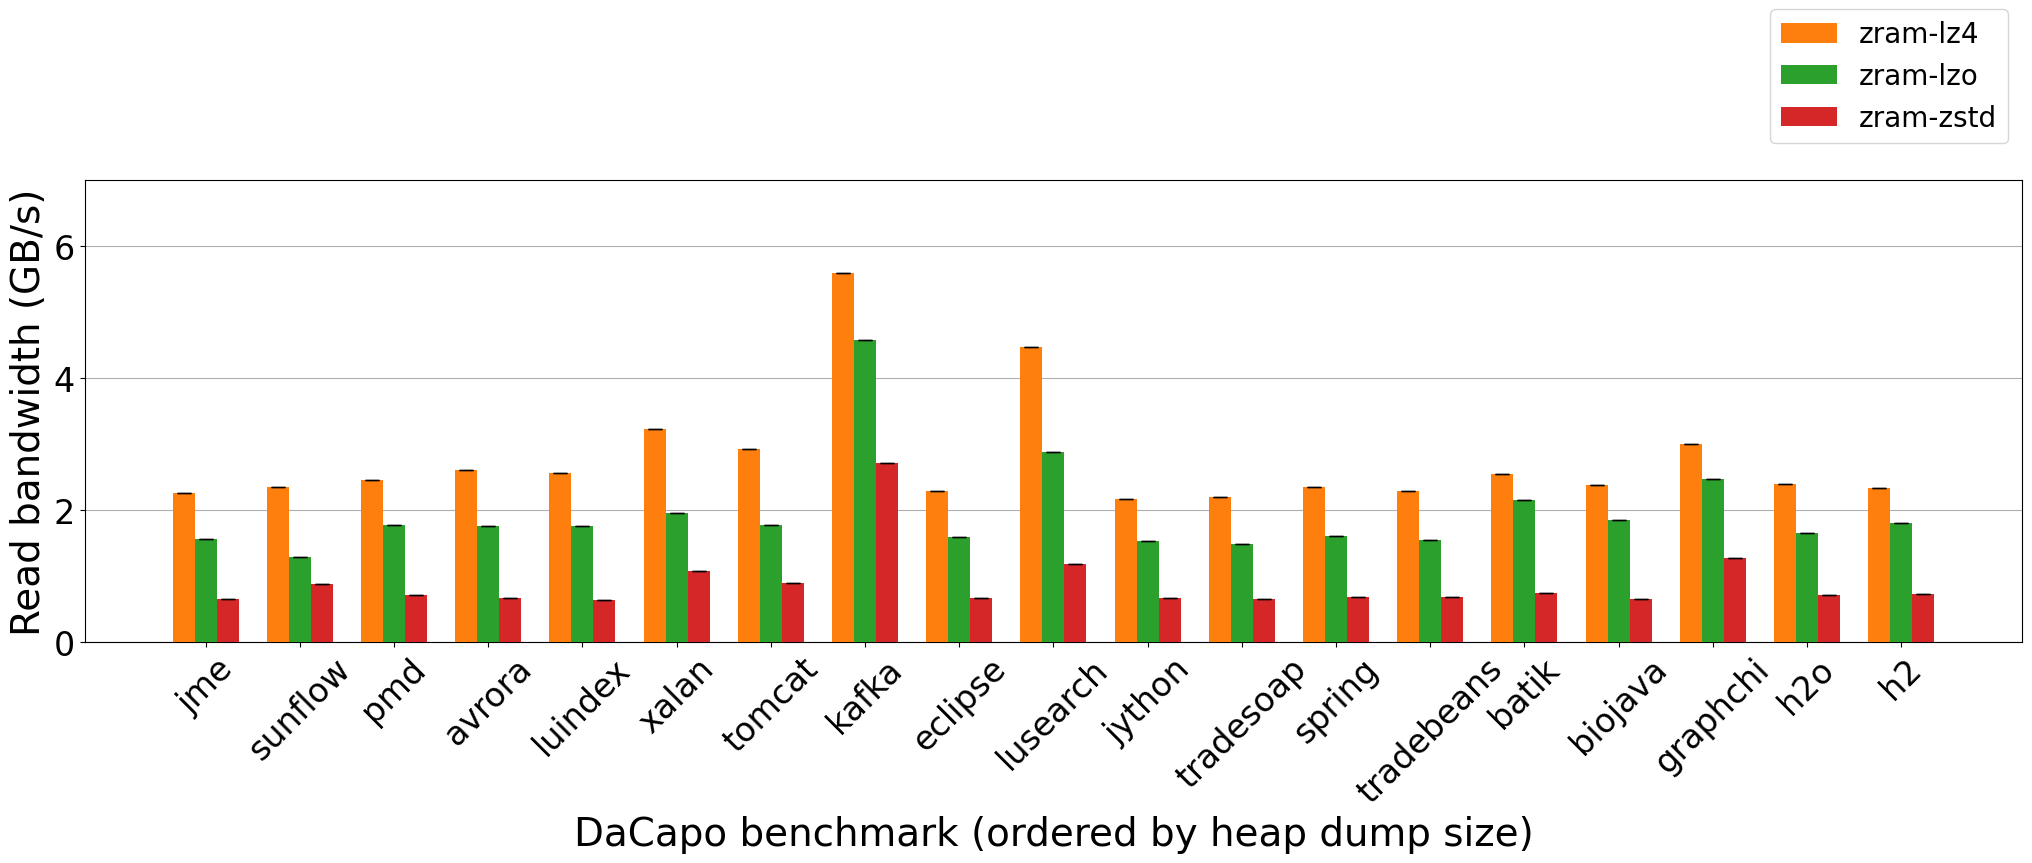 zram-lz4
zram-lzo
zram-zstd
Read bandwidth (GB/s)
6
4
2
0
jme
sunflow
pmd
avrora
luindex
xalan
tomcat
kafka
eclipse
lusearch
jython
tradesoap
spring
tradebeans
batik
biojava
graphchi
h2o
h2
DaCapo benchmark (ordered by heap dump size)